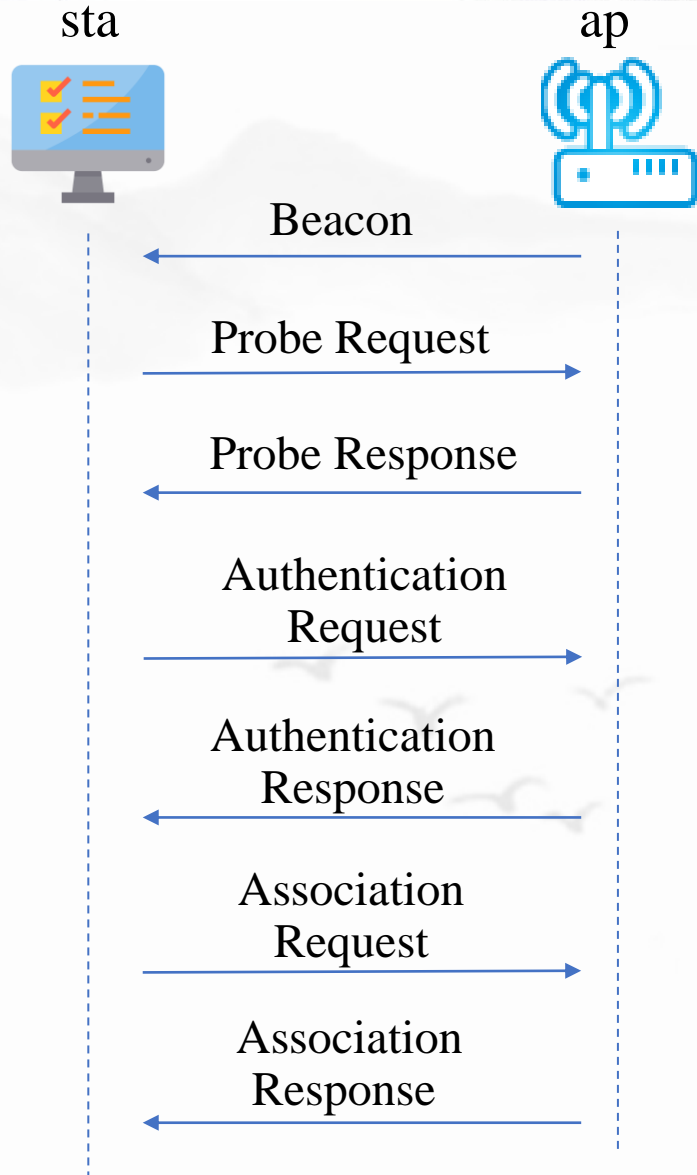 sta
ap
Beacon
Probe Request
Probe Response
Authentication
Request
Authentication
Response
Association
Request
Association
Response